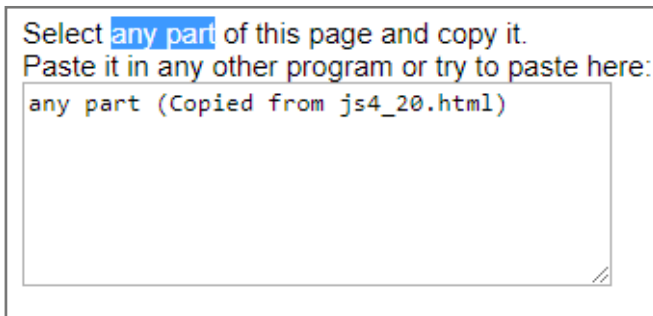 Select any part of this page and copy it.
Paste it in any other program or try to paste here:
any part (Copied from js4_20.html)